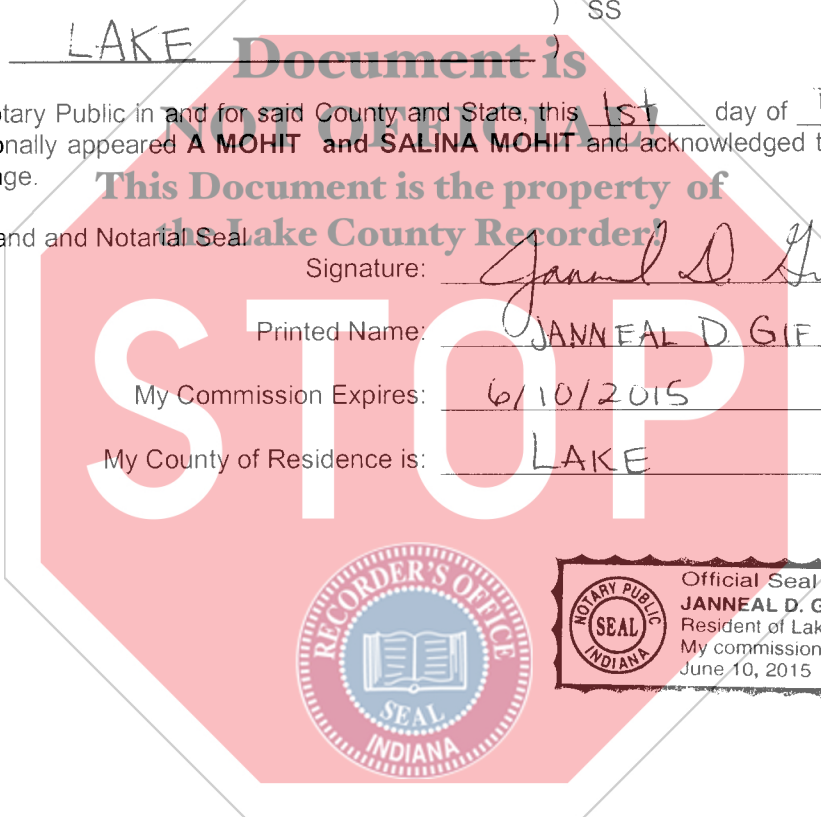 ) SS
LAKE )
Document is
tary Public in and for said County and State, this 1st day of
NOT OFFICIAL!
onally appeared A MOHIT and SALINA MOHIT and acknowledged t
ge.
This Document is the property of
and and Notarial Seal
the Lake County Recorder!
Signature: Janneal D. Gi
Printed Name: JANNEAL D. GIF
My Commission Expires: 6/10/2015
My County of Residence is: LAKE
STOP
RECORDER'S OFFICE
SEAL
INDIANA
NOTARY PUBLIC
SEAL
INDIANA
Official Seal
JANNEAL D. G
Resident of Lak
My commission
June 10, 2015